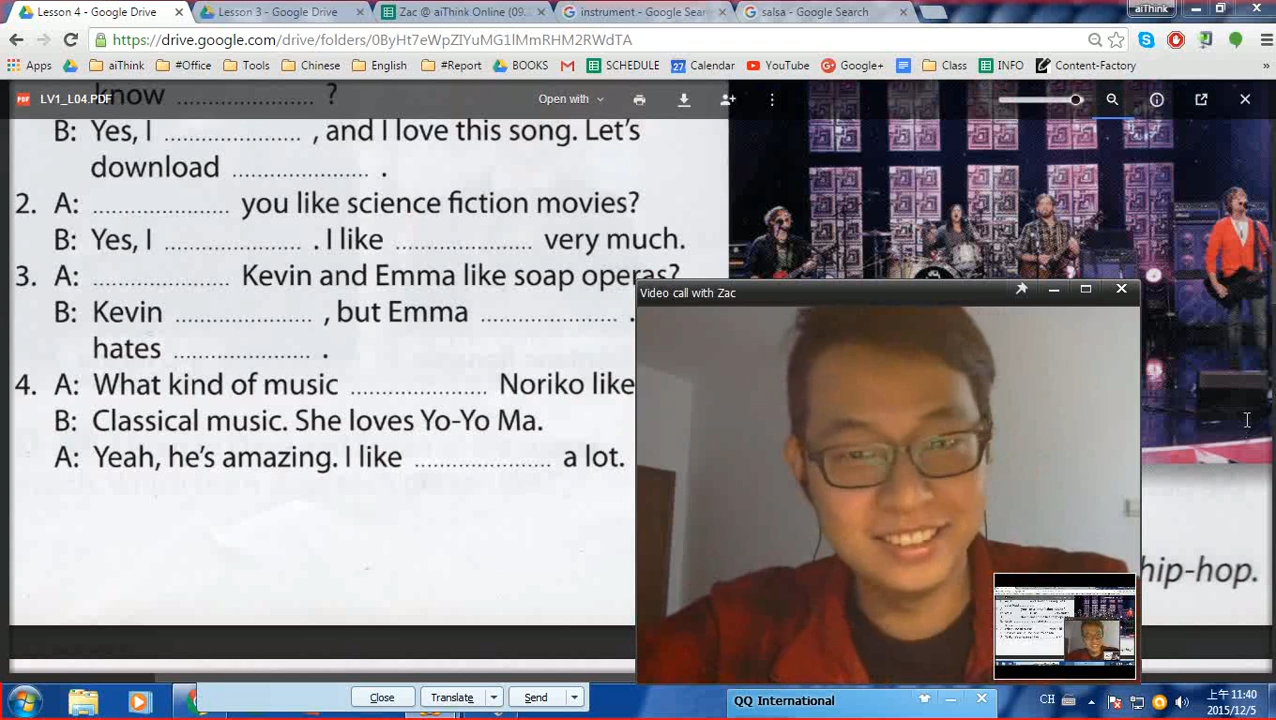 Lesson 4 - Google Drive
Lesson 3 - Google Drive
Zac @ aiThink Online (09.
instrument - Google Sear
salsa - Google Search
aiThink
https://drive.google.com/drive/folders/
Apps
aiThink
#Office
Tools
Chinese
English
#Report
BOOKS
M
SCHEDULE
Calendar
YouTube
Google+
Class
INFO
Content-Factory
PDF
LV1_L04.PDF
Open with
know .................... ?
B: Yes, I .................... , and I love this song. Let's
download .................... .
2. A: .................... you like science fiction movies?
B: Yes, I .................... . I like .................... very much.
3. A: .................... Kevin and Emma like soap operas?
B: Kevin .................... , but Emma .................... .
hates .................... .
4. A: What kind of music .................... Noriko like
B: Classical music. She loves Yo-Yo Ma.
A: Yeah, he's amazing. I like .................... a lot.
Video call with Zac
hip-hop.
Close
Translate
Send
QQ International
CH
上午 11:40
2015/12/5